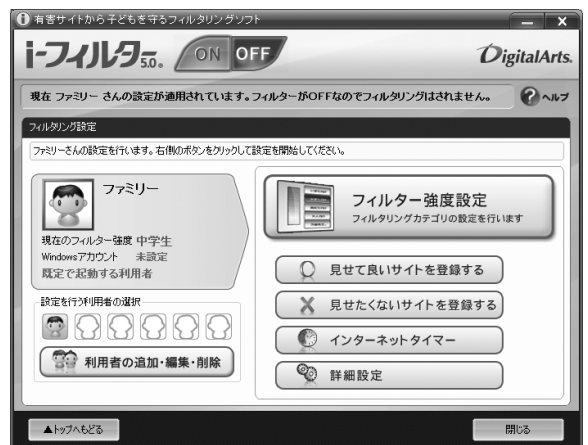 有害サイトから子どもを守るフィルタリングソフト
i-フィルター5.0. ON OFF
DigitalArts.
現在 ファミリー さんの設定が適用されています。フィルターがOFFなのでフィルタリングはされません。
ヘルプ
フィルタリング設定
ファミリーさんの設定を行います。右側のボタンをクリックして設定を開始してください。
ファミリー
現在のフィルター強度 中学生
Windowsアカウント 未設定
既定で起動する利用者
設定を行う利用者の選択
利用者の追加・編集・削除
フィルター強度設定
フィルタリングカテゴリの設定を行います
見せて良いサイトを登録する
見せたくないサイトを登録する
インターネットタイマー
詳細設定
▲トップへもどる
閉じる